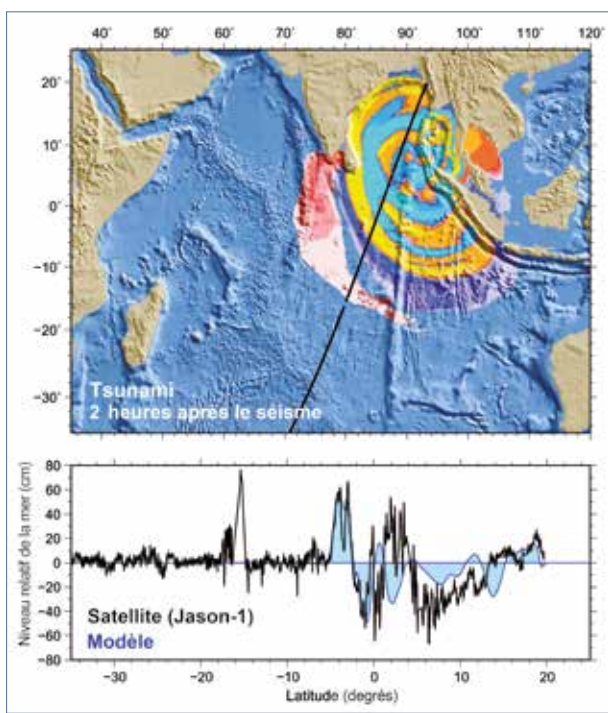 40° 50° 60° 70° 80° 90° 100° 110° 120
20°
10°
0°
−10°
−20°
−30°
Tsunami
2 heures après le séisme
Niveau relatif de la mer (cm)
80
60
40
20
0
−20
−40
−60
−80
Satellite (Jason-1)
Modèle
−30 −20 −10 0 10 20
Latitude (degrés)